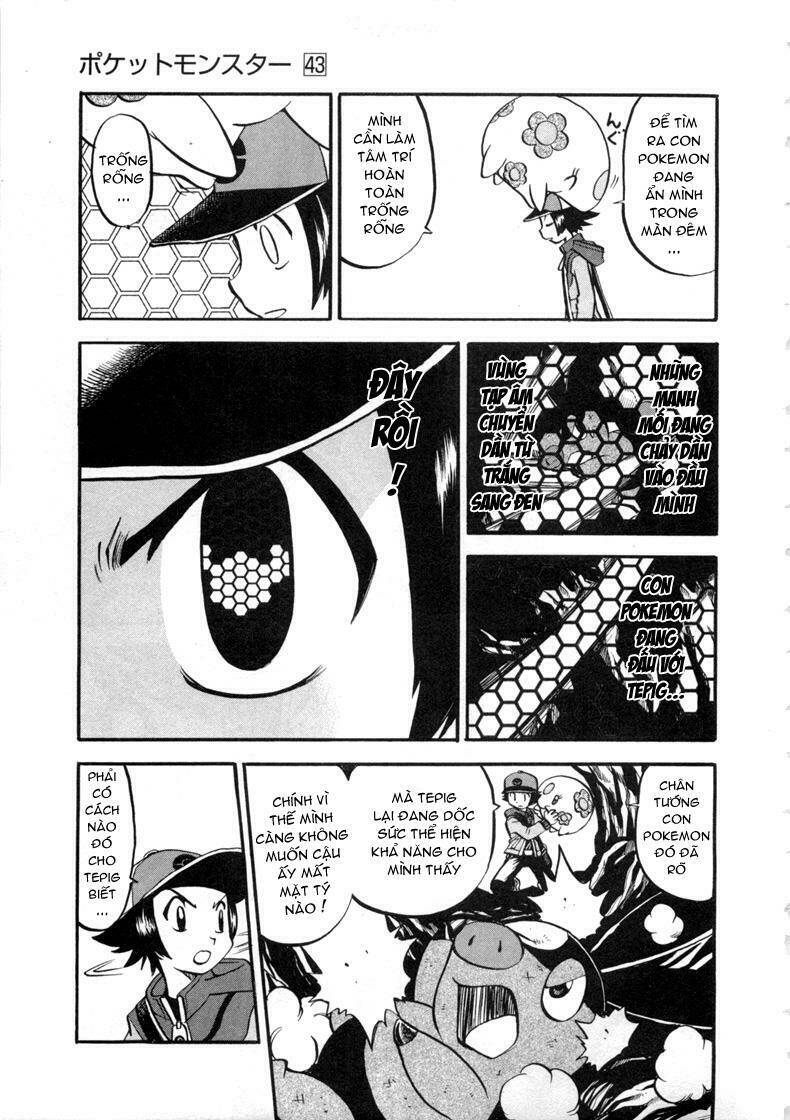 ポケットモンスター 43
ĐỂ TÌM
RA CON
POKEMON
ĐANG
ẨN MÌNH
TRONG
MÀN ĐÊM
...
んぐ
MÌNH
CẦN LÀM
TÂM TRÍ
HOÀN
TOÀN
TRỐNG
RỖNG
TRỐNG
RỖNG
...
NHỮNG
MANH
MỐI ĐANG
CHẢY DẦN
VÀO ĐẦU
MÌNH
VÙNG
TẠP ÂM
CHUYỂN
DẦN TỪ
TRẮNG
SANG ĐEN
CON
POKEMON
ĐANG
ĐẤU VỚI
TEPIG...
ĐÂY
RỒI
!
CHÂN
TƯỚNG
CON
POKEMON
ĐÓ ĐÃ
RÕ
MÀ TEPIG
LẠI ĐANG DỐC
SỨC THỂ HIỆN
KHẢ NĂNG CHO
MÌNH THẤY
CHÍNH VÌ
THẾ MÌNH
CÀNG KHÔNG
MUỐN CẬU
ẤY MẤT
MẶT TÝ
NÀO !
PHẢI
CÓ
CÁCH
NÀO
ĐÓ
CHO
TEPIG
BIẾT
...